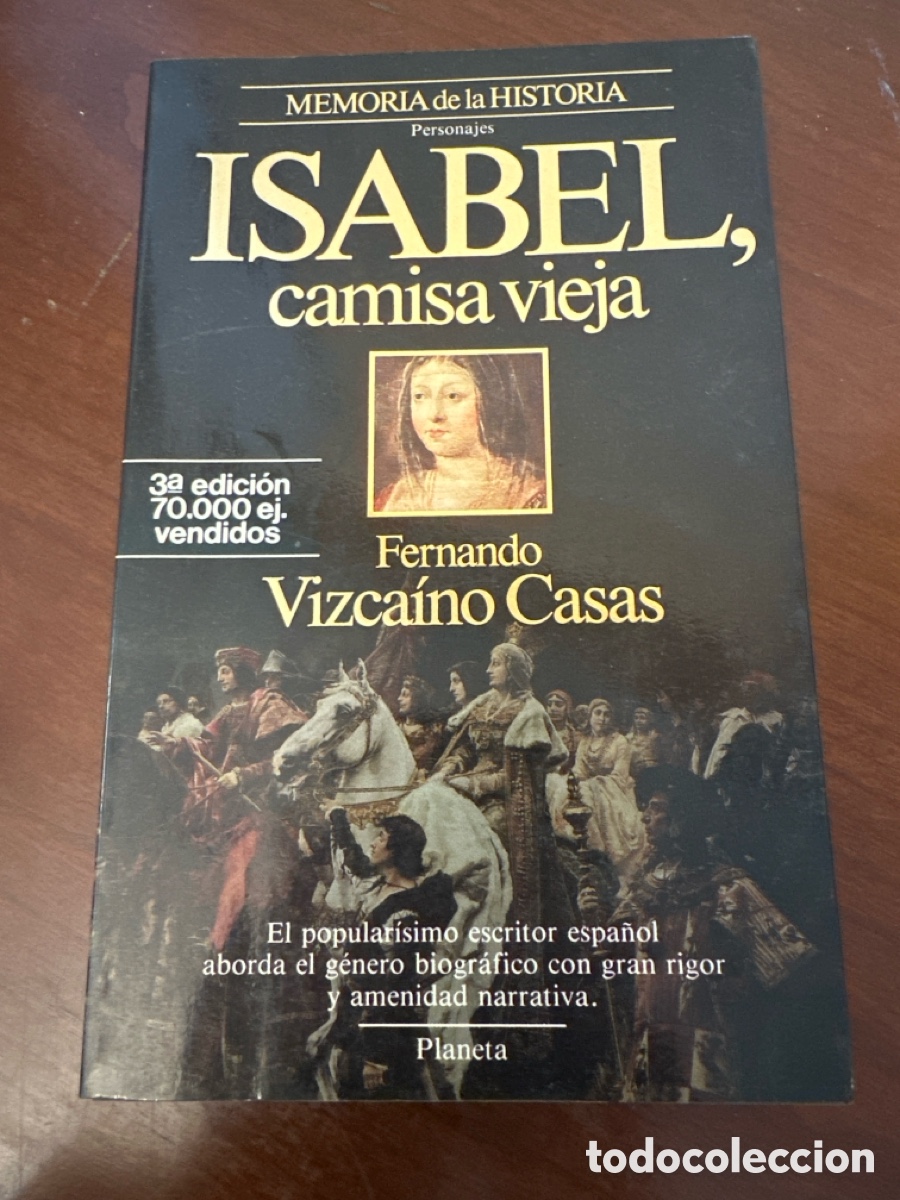 MEMORIA de la HISTORIA
Personajes
ISABEL,
camisa vieja
3ª edición
70.000 ej.
vendidos
Fernando
Vizcaíno Casas
El popularísimo escritor español
aborda el género biográfico con gran rigor
y amenidad narrativa.
Planeta
todocoleccion